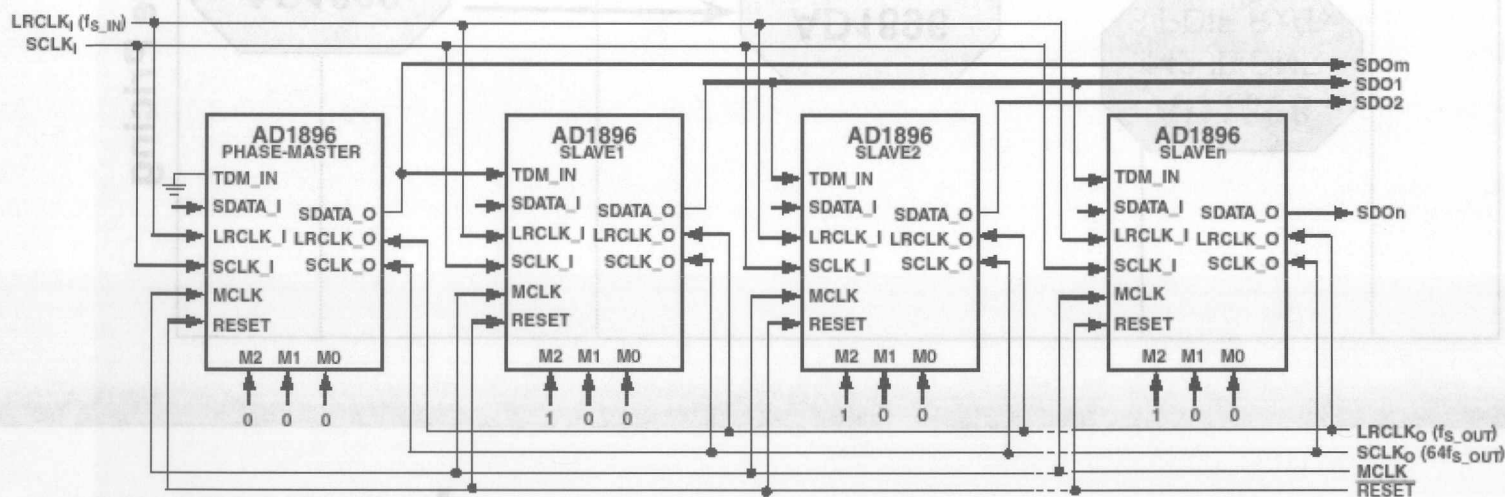 LRCLKI (fS_IN)
SCLKI
SDOm
SDO1
SDO2
AD1896
PHASE-MASTER
TDM_IN
SDATA_I
SDATA_O
LRCLK_I
LRCLK_O
SCLK_I
SCLK_O
MCLK
RESET
M2 M1 M0
0 0 0
AD1896
SLAVE1
TDM_IN
SDATA_I
SDATA_O
LRCLK_I
LRCLK_O
SCLK_I
SCLK_O
MCLK
RESET
M2 M1 M0
1 0 0
AD1896
SLAVE2
TDM_IN
SDATA_I
SDATA_O
LRCLK_I
LRCLK_O
SCLK_I
SCLK_O
MCLK
RESET
M2 M1 M0
1 0 0
AD1896
SLAVEn
TDM_IN
SDATA_I
SDATA_O
LRCLK_I
LRCLK_O
SCLK_I
SCLK_O
MCLK
RESET
M2 M1 M0
1 0 0
SDOn
LRCLKO (fS_OUT)
SCLKO (64fS_OUT)
MCLK
RESET